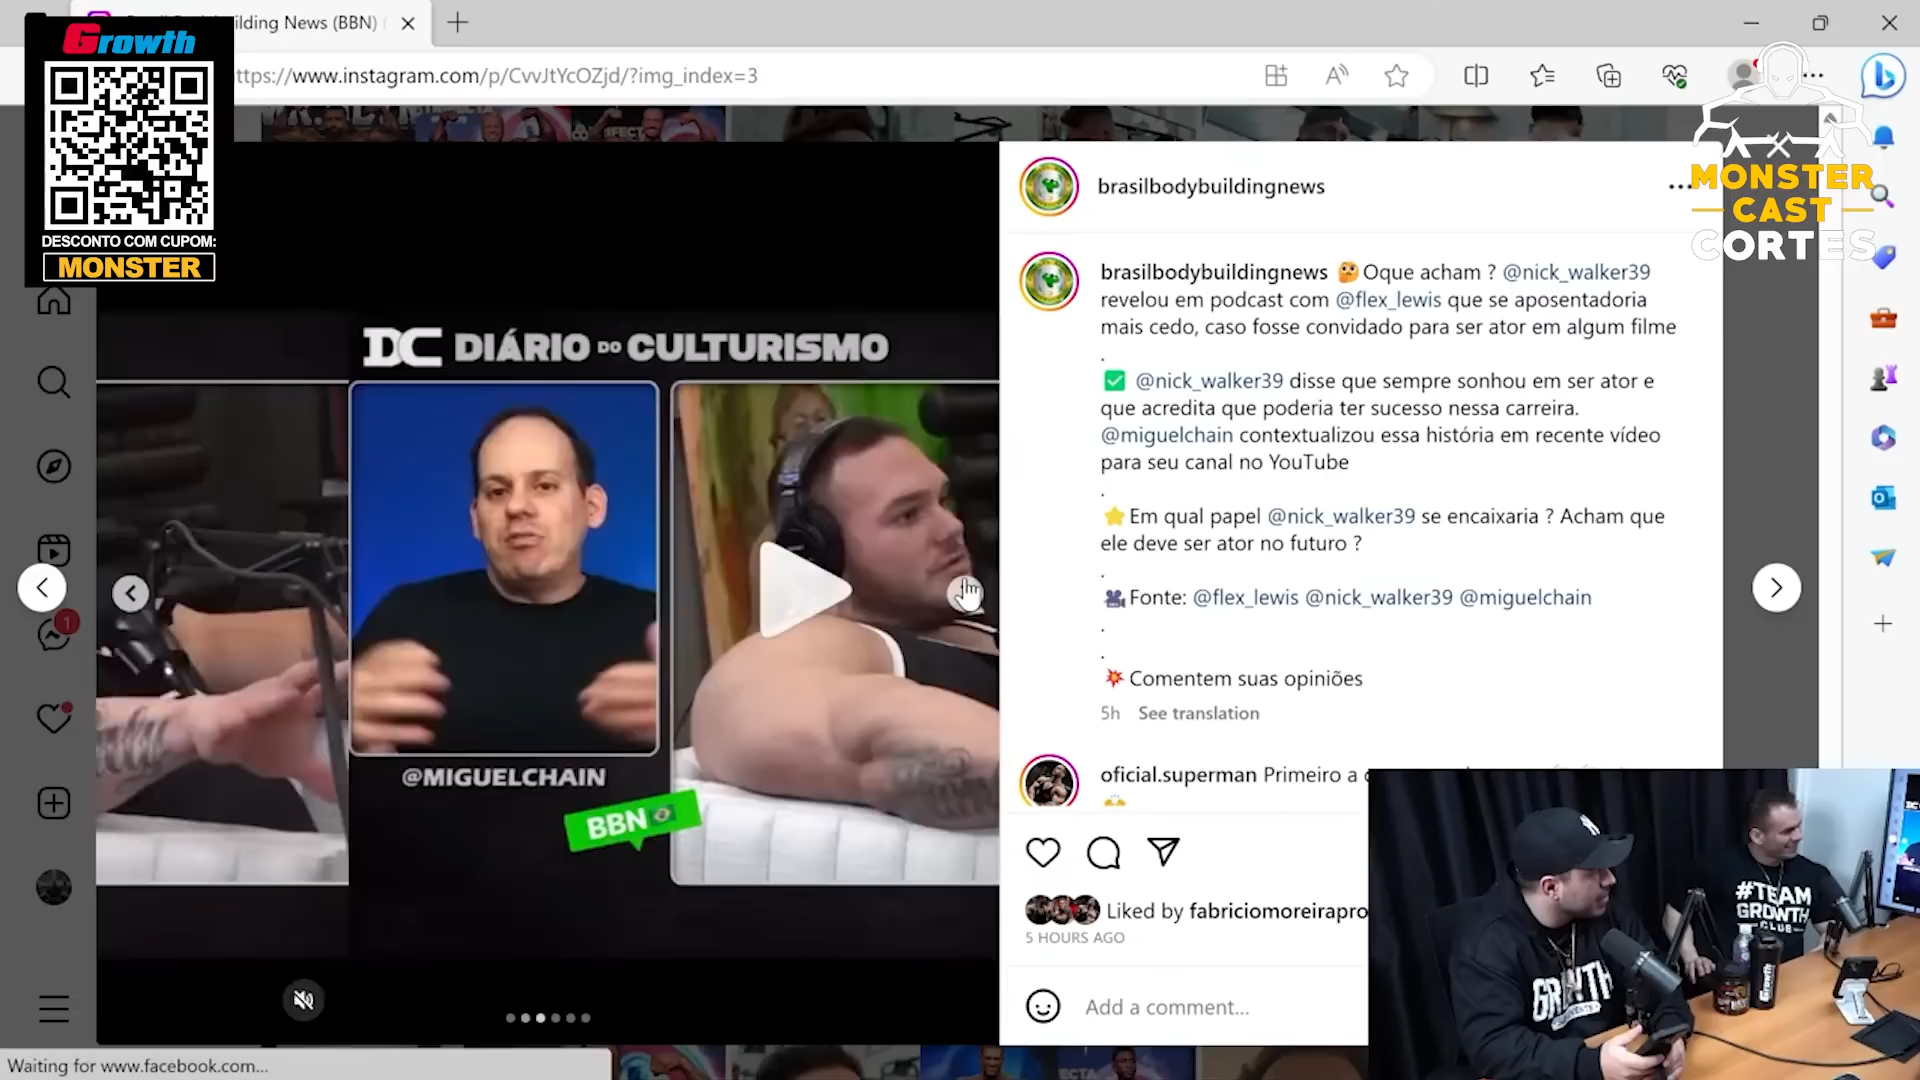 Growth
DESCONTO COM CUPOM:
MONSTER
ilding News (BBN)
ttps://www.instagram.com/p/CvvJtYcOZjd/?img_index=3
MONSTER
CAST
CORTES
DC DIÁRIO DO CULTURISMO
@MIGUELCHAIN
BBN
brasilbodybuildingnews
brasilbodybuildingnews 🤔Oque acham ? @nick_walker39
revelou em podcast com @flex_lewis que se aposentadoria
mais cedo, caso fosse convidado para ser ator em algum filme
.
✅ @nick_walker39 disse que sempre sonhou em ser ator e
que acredita que poderia ter sucesso nessa carreira.
@miguelchain contextualizou essa história em recente vídeo
para seu canal no YouTube
.
⭐Em qual papel @nick_walker39 se encaixaria ? Acham que
ele deve ser ator no futuro ?
.
🎥Fonte: @flex_lewis @nick_walker39 @miguelchain
.
.
💥Comentem suas opiniões
5h See translation
oficial.superman Primeiro a
Liked by fabriciomoreirapro
5 HOURS AGO
Add a comment...
1
#TEAM
GROWTH
CLUB
GROWTH
Growth
Waiting for www.facebook.com...